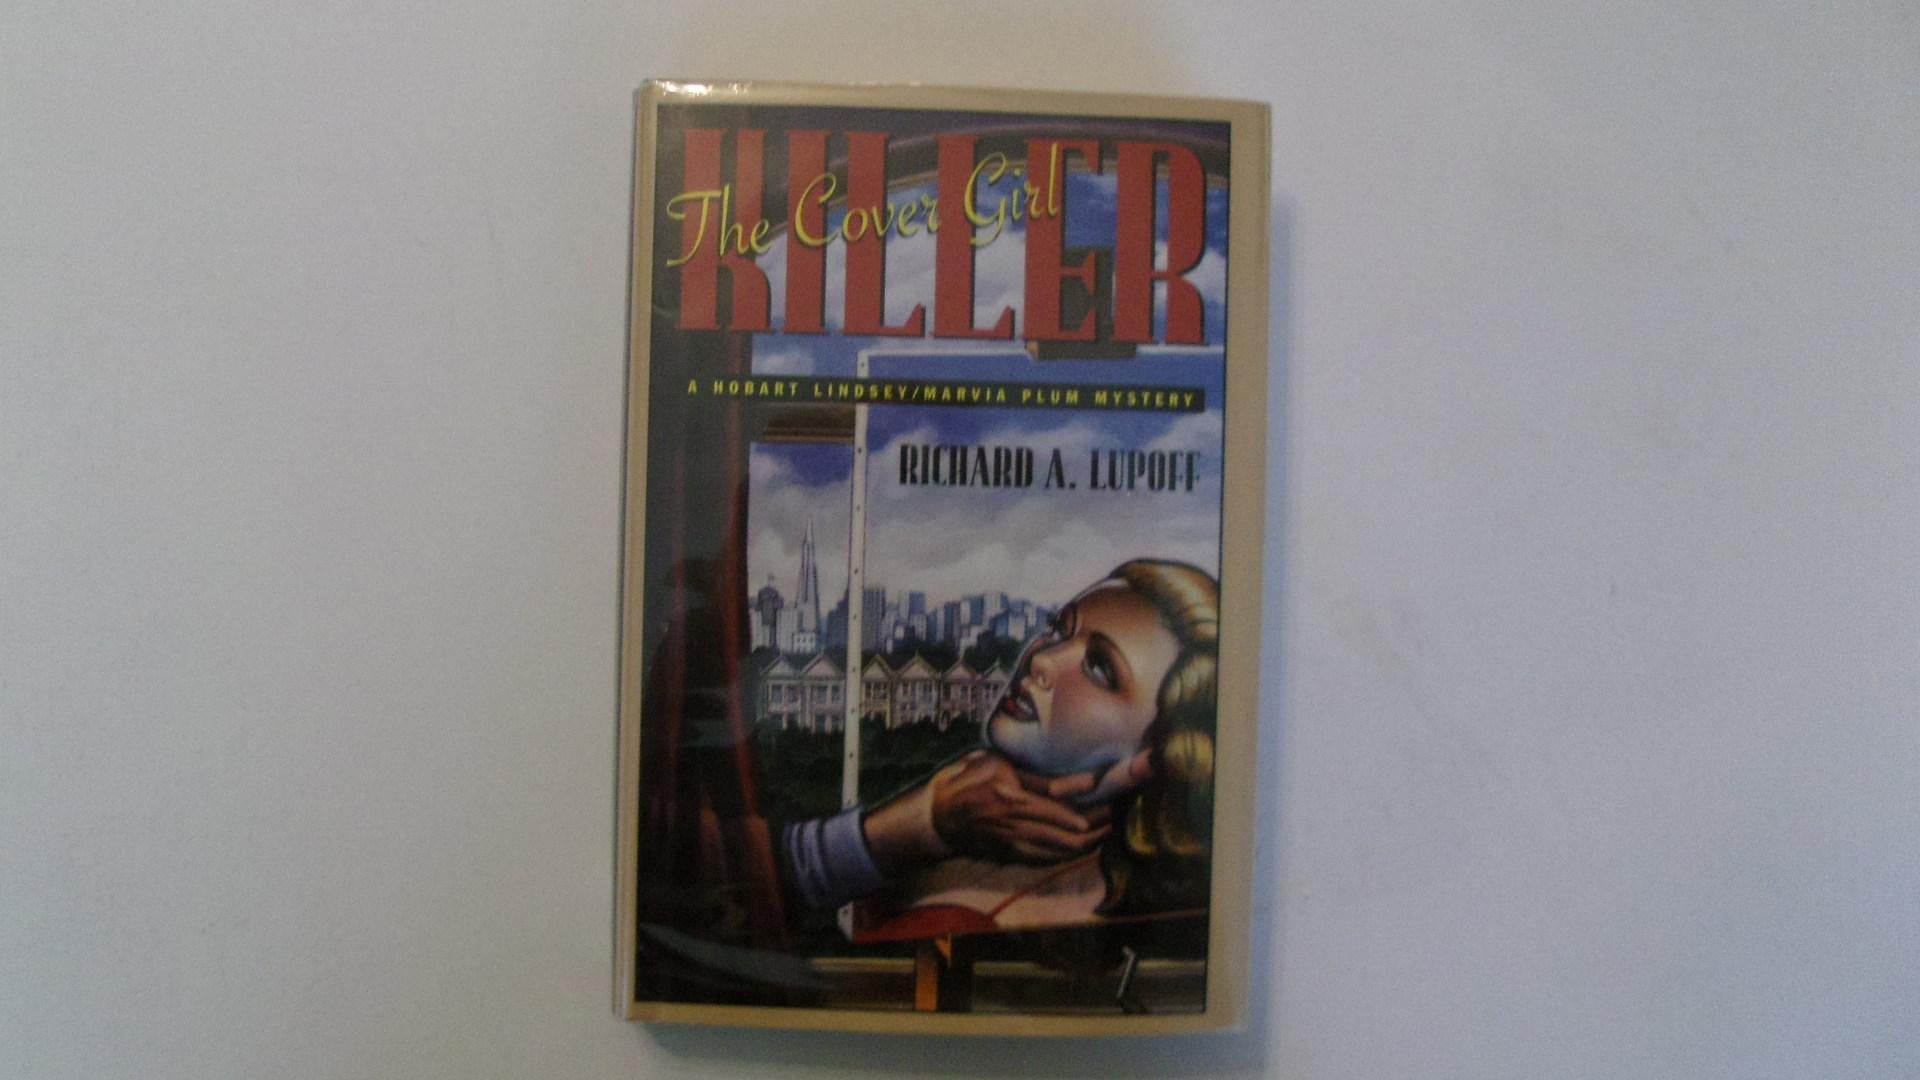 The Cover Girl
KILLER
A HOBART LINDSEY/MARVIA PLUM MYSTERY
RICHARD A. LUPOFF